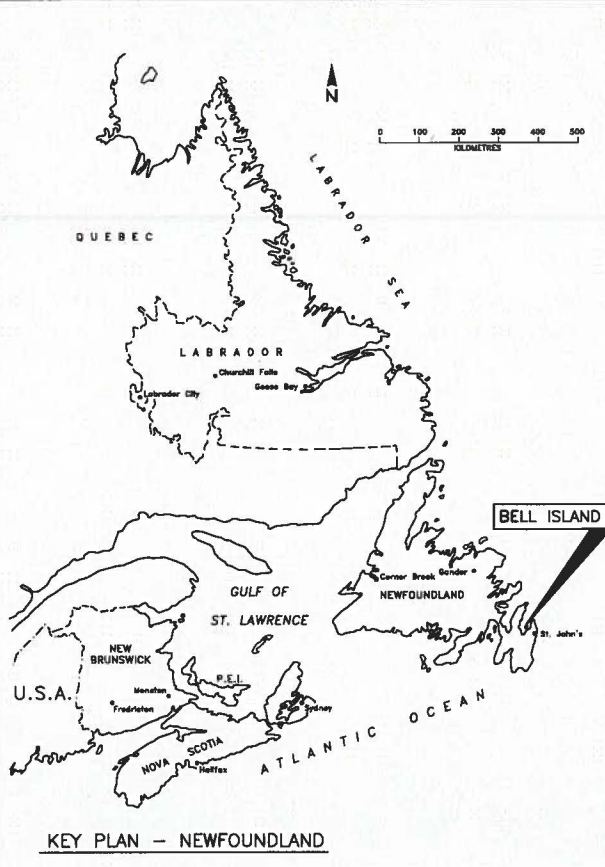 N
0 100 200 300 400 500
KILOMETRES
LABRADOR SEA
QUEBEC
LABRADOR
Churchill Falls
Goose Bay
Labrador City
BELL ISLAND
Corner Brook
Gander
NEWFOUNDLAND
GULF OF
ST. LAWRENCE
St. John's
NEW
BRUNSWICK
P.E.I.
U.S.A.
Moncton
Fredricton
Sydney
ATLANTIC OCEAN
NOVA SCOTIA
Halifax
KEY PLAN - NEWFOUNDLAND